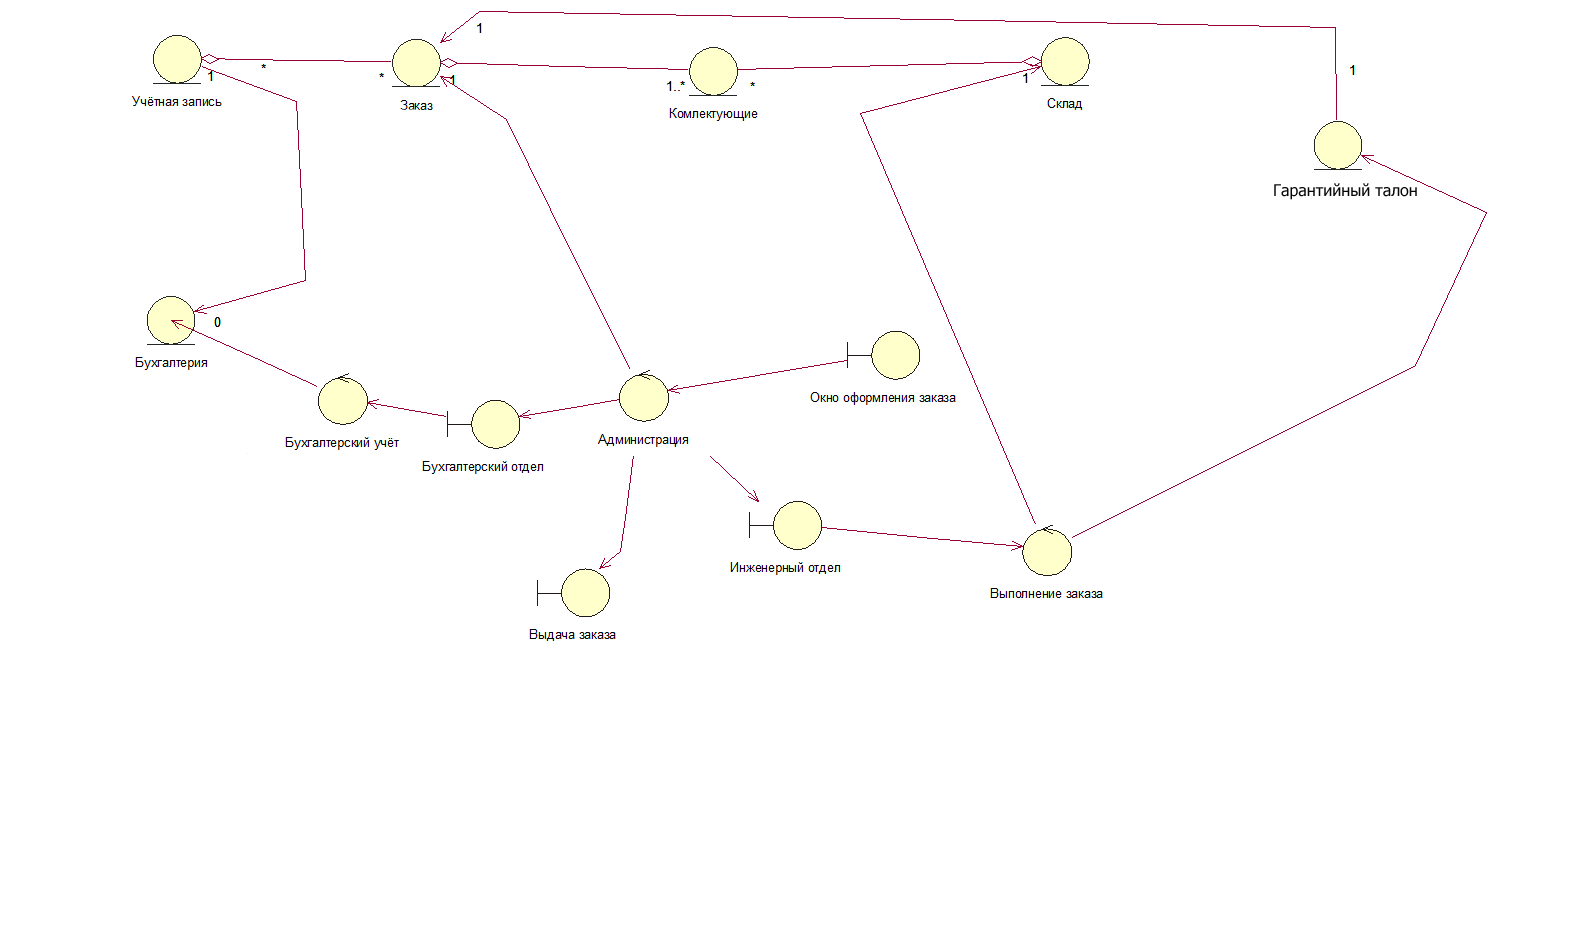 1
1
*
*
1
1
1..*
*
1
Учётная запись
Заказ
Комлектующие
Склад
Гарантийный талон
0
Бухгалтерия
Окно оформления заказа
Бухгалтерский учёт
Администрация
Бухгалтерский отдел
Инженерный отдел
Выполнение заказа
Выдача заказа